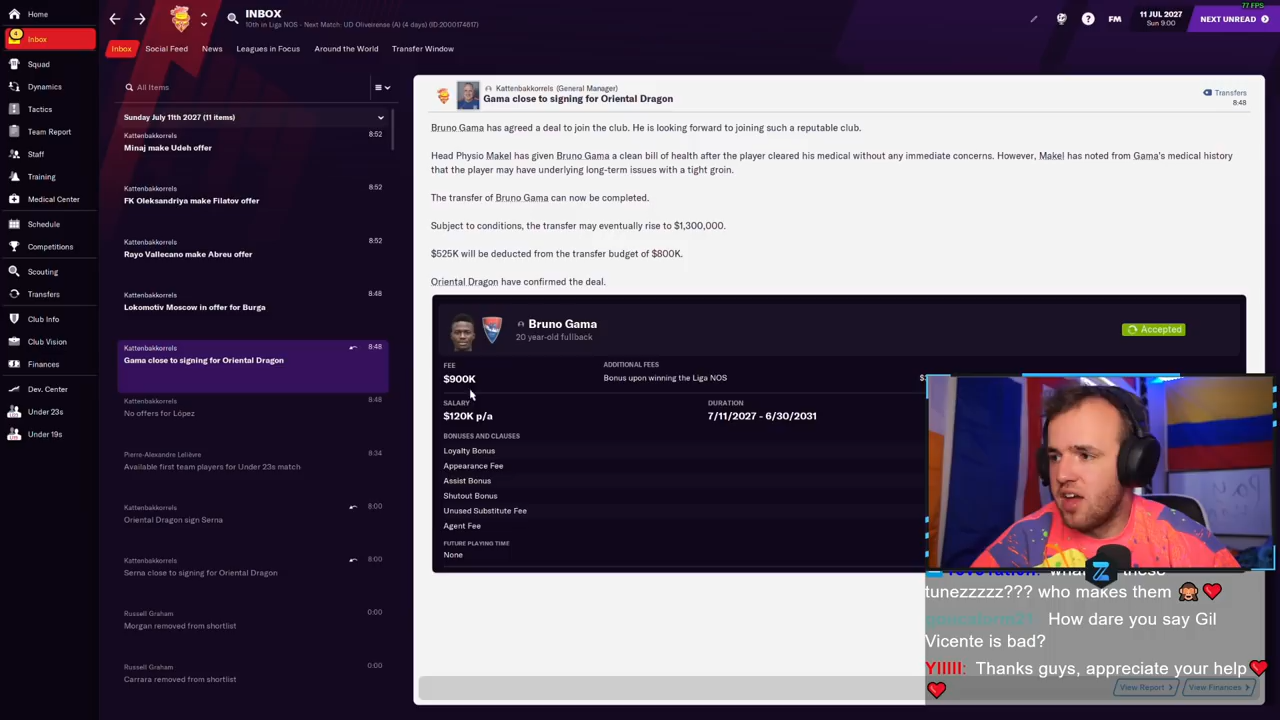 77 FPS
Home
INBOX
10th in Liga NOS - Next Match: UD Oliveirense (A) (4 days) (ID:2000174617)
FM
11 JUL 2027
Sun 9:00
NEXT UNREAD
4
Inbox
Inbox
Social Feed
News
Leagues in Focus
Around the World
Transfer Window
Squad
Dynamics
Tactics
Team Report
Staff
Training
Medical Center
Schedule
Competitions
Scouting
Transfers
Club Info
Club Vision
Finances
Dev. Center
Under 23s
Under 19s
All Items
Sunday July 11th 2027 (11 items)
Kattenbakkorrels
8:52
Minaj make Udeh offer
Kattenbakkorrels
8:52
FK Oleksandriya make Filatov offer
Kattenbakkorrels
8:52
Rayo Vallecano make Abreu offer
Kattenbakkorrels
8:48
Lokomotiv Moscow in offer for Burga
Kattenbakkorrels
8:48
Gama close to signing for Oriental Dragon
Kattenbakkorrels
8:48
No offers for López
Pierre-Alexandre Lelièvre
8:34
Available first team players for Under 23s match
Kattenbakkorrels
8:00
Oriental Dragon sign Serna
Kattenbakkorrels
8:00
Serna close to signing for Oriental Dragon
Russell Graham
0:00
Morgan removed from shortlist
Russell Graham
0:00
Carrara removed from shortlist
Kattenbakkorrels (General Manager)
Gama close to signing for Oriental Dragon
Transfers
8:48
Bruno Gama has agreed a deal to join the club. He is looking forward to joining such a reputable club.
Head Physio Makel has given Bruno Gama a clean bill of health after the player cleared his medical without any immediate concerns. However, Makel has noted from Gama's medical history
that the player may have underlying long-term issues with a tight groin.
The transfer of Bruno Gama can now be completed.
Subject to conditions, the transfer may eventually rise to $1,300,000.
$525K will be deducted from the transfer budget of $800K.
Oriental Dragon have confirmed the deal.
Bruno Gama
20 year-old fullback
Accepted
FEE
$900K
ADDITIONAL FEES
Bonus upon winning the Liga NOS
SALARY
$120K p/a
DURATION
7/11/2027 - 6/30/2031
BONUSES AND CLAUSES
Loyalty Bonus
Appearance Fee
Assist Bonus
Shutout Bonus
Unused Substitute Fee
Agent Fee
FUTURE PLAYING TIME
None
tunezzzzz??? who makes them 🙊❤️
How dare you say Gil
Vicente is bad?
YIIIII: Thanks guys, appreciate your help❤️
❤️
View Report
View Finances